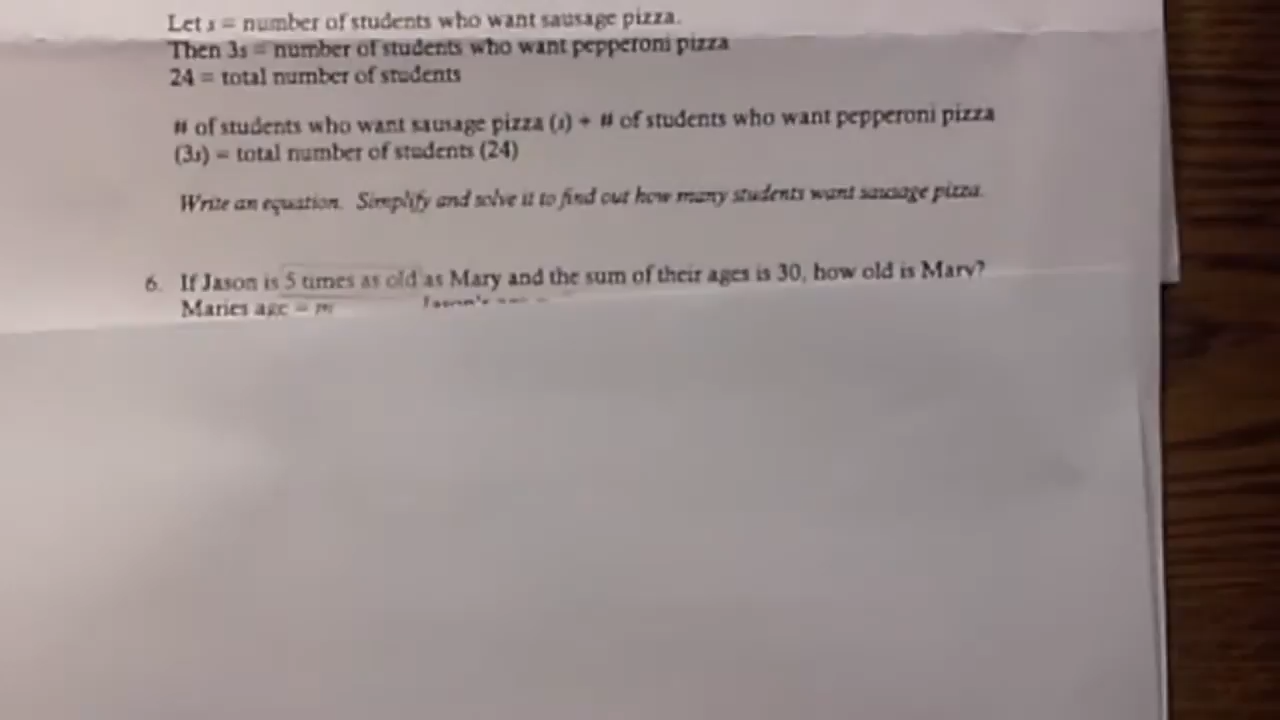 Let s = number of students who want sausage pizza.
Then 3s = number of students who want pepperoni pizza
24 = total number of students
# of students who want sausage pizza (s) + # of students who want pepperoni pizza
(3s) = total number of students (24)
Write an equation. Simplify and solve it to find out how many students want sausage pizza.
6. If Jason is 5 times as old as Mary and the sum of their ages is 30, how old is Mary?
Maries age = m Jason's age =